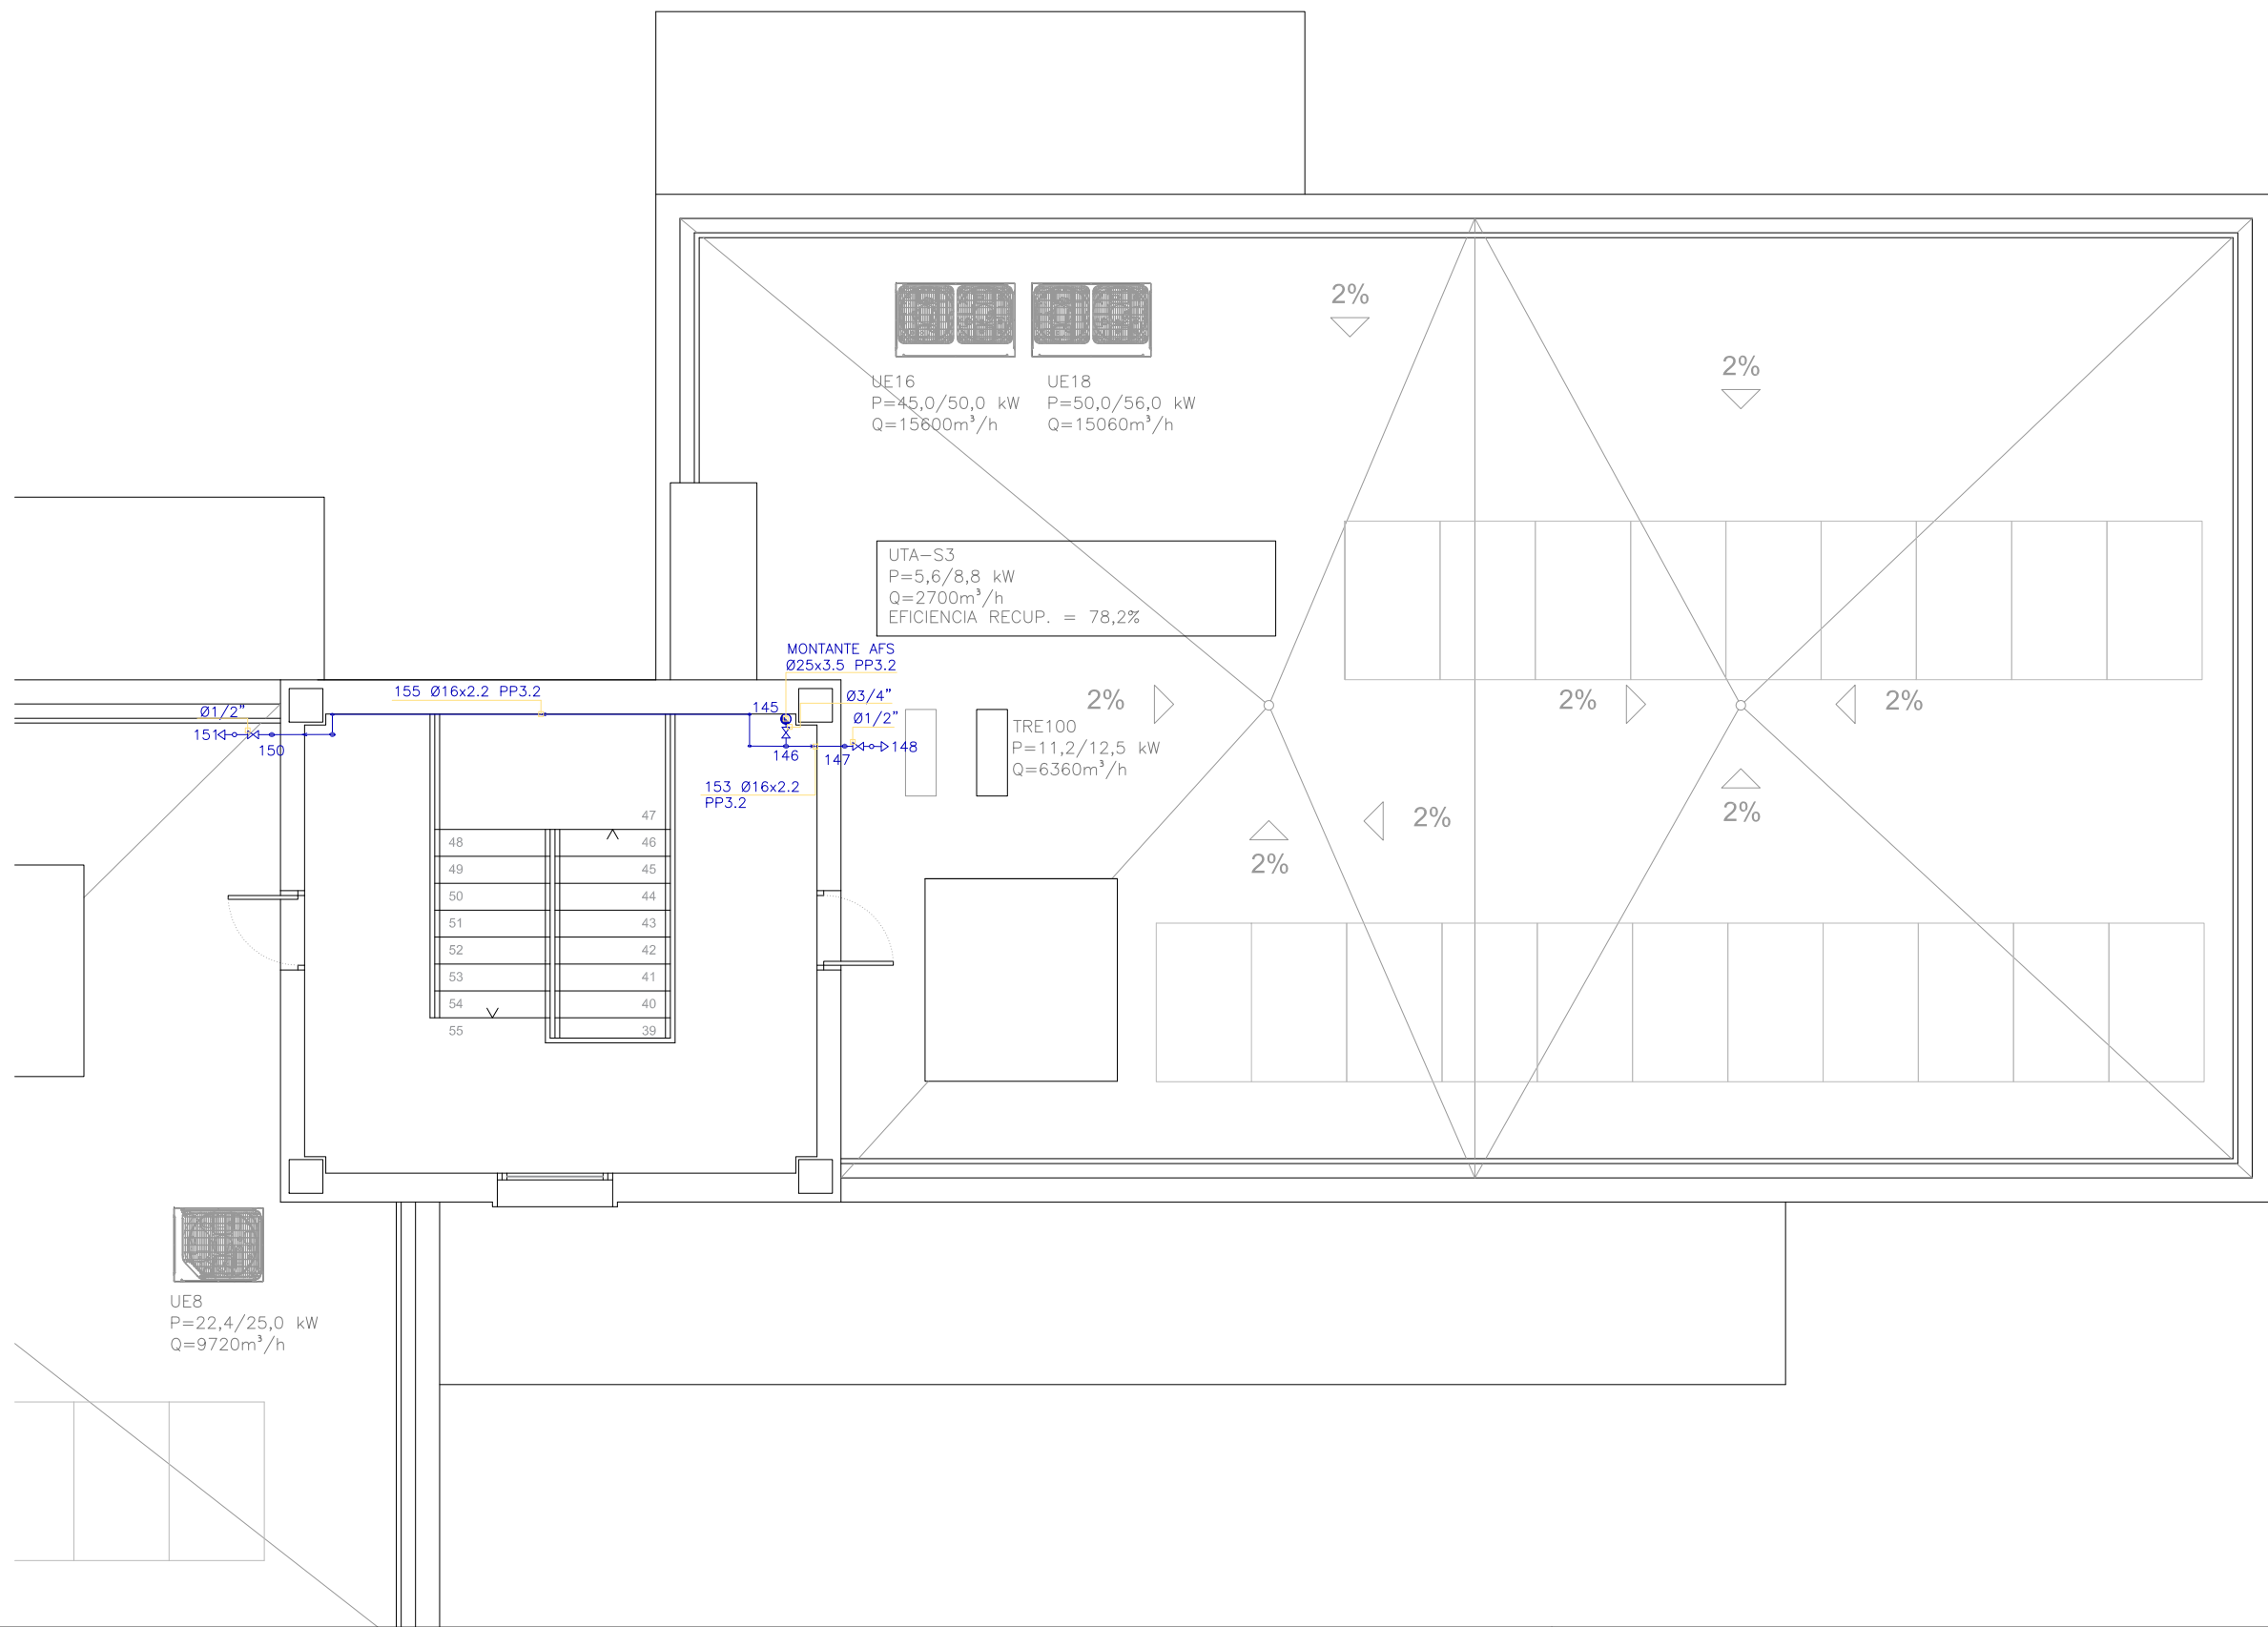 2%
2%
UE16
P=45,0/50,0 kW
Q=15600m³/h
UE18
P=50,0/56,0 kW
Q=15060m³/h
UTA-S3
P=5,6/8,8 kW
Q=2700m³/h
EFICIENCIA RECUP. = 78,2%
MONTANTE AFS
Ø25x3.5 PP3.2
155 Ø16x2.2 PP3.2
Ø3/4"
Ø1/2"
145
Ø1/2"
151
150
146
147
148
2%
2%
2%
TRE100
P=11,2/12,5 kW
Q=6360m³/h
153 Ø16x2.2
PP3.2
2%
2%
2%
47
48
46
49
45
50
44
51
43
52
42
53
41
54
40
55
39
UE8
P=22,4/25,0 kW
Q=9720m³/h